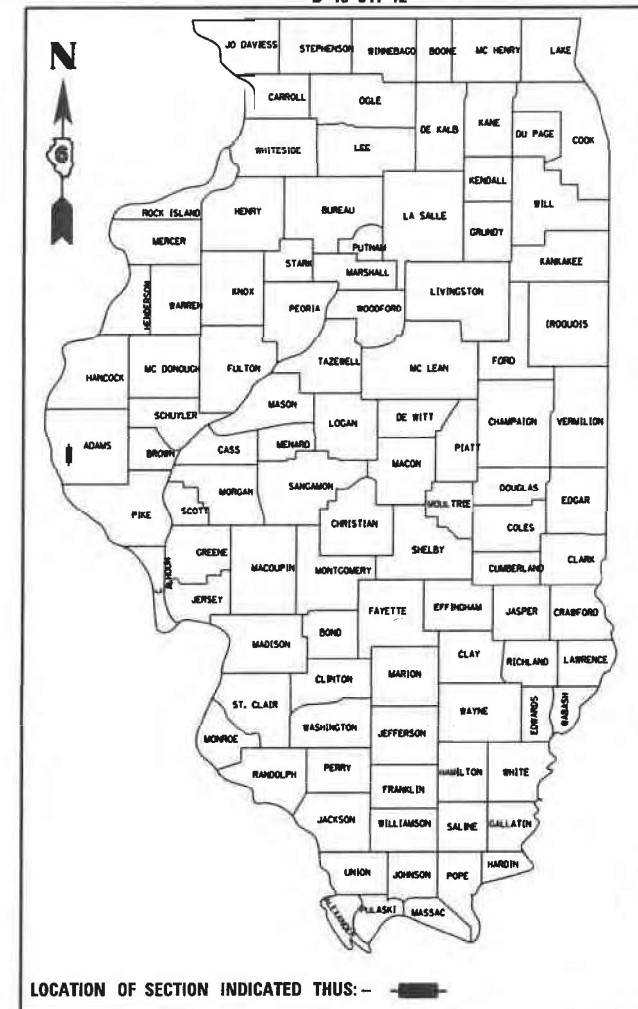 N
6
JO DAVIESS STEPHENSON WINNEBAGO BOONE MC HENRY LAKE
CARROLL OGLE DE KALB KANE DU PAGE COOK
WHITESIDE LEE KENDALL WILL
ROCK ISLAND HENRY BUREAU LA SALLE GRUNDY
MERCER PUTNAM KANKAKEE
HENDERSON WARREN KNOX STARK MARSHALL LIVINGSTON
PEORIA WOODFORD IROQUOIS
HANCOCK MC DONOUGH FULTON TAZEWELL MC LEAN FORD
SCHUYLER MASON LOGAN DE WITT CHAMPAIGN VERMILION
ADAMS BROWN CASS MENARD MACON PIATT
PIKE SCOTT MORGAN SANGAMON MOULTRIE DOUGLAS EDGAR
CHRISTIAN COLES
CALHOUN GREENE MACOUPIN MONTGOMERY SHELBY CUMBERLAND CLARK
JERSEY FAYETTE EFFINGHAM JASPER CRAWFORD
MADISON BOND CLAY RICHLAND LAWRENCE
CLINTON MARION
ST. CLAIR WASHINGTON JEFFERSON WAYNE EDWARDS WABASH
MONROE
RANDOLPH PERRY HAMILTON WHITE
FRANKLIN
JACKSON WILLIAMSON SALINE GALLATIN
UNION JOHNSON POPE HARDIN
ALEXANDER PULASKI MASSAC
LOCATION OF SECTION INDICATED THUS: -